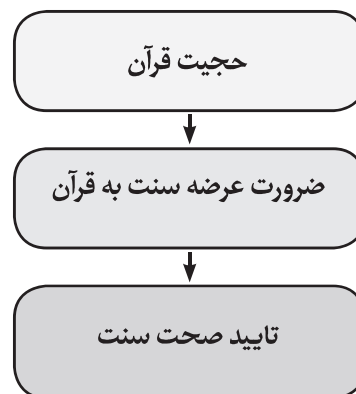 حجیت قرآن
ضرورت عرضه سنت به قرآن
تایید صحت سنت